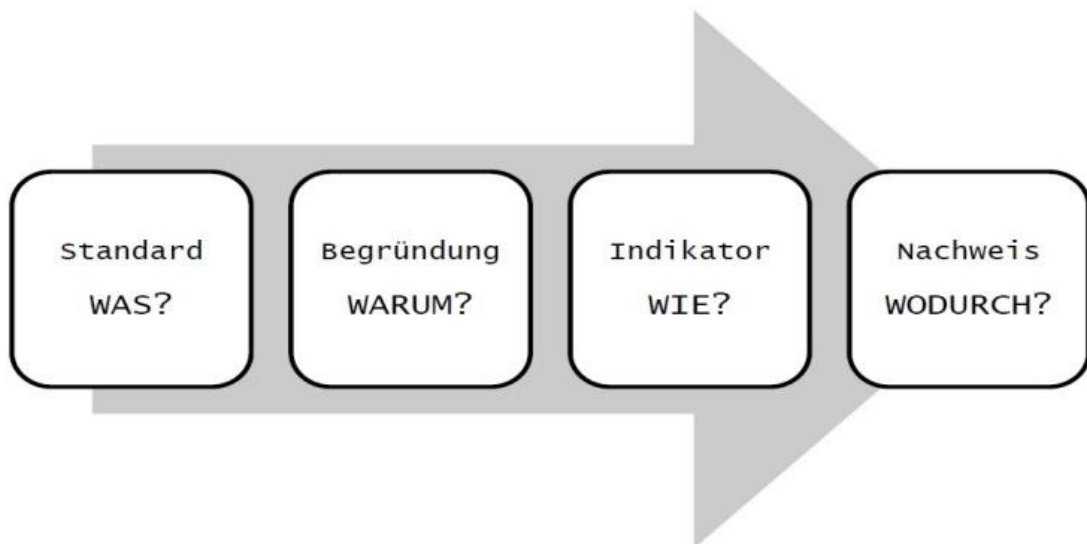 Standard
WAS?
Begründung
WARUM?
Indikator
WIE?
Nachweis
WODURCH?